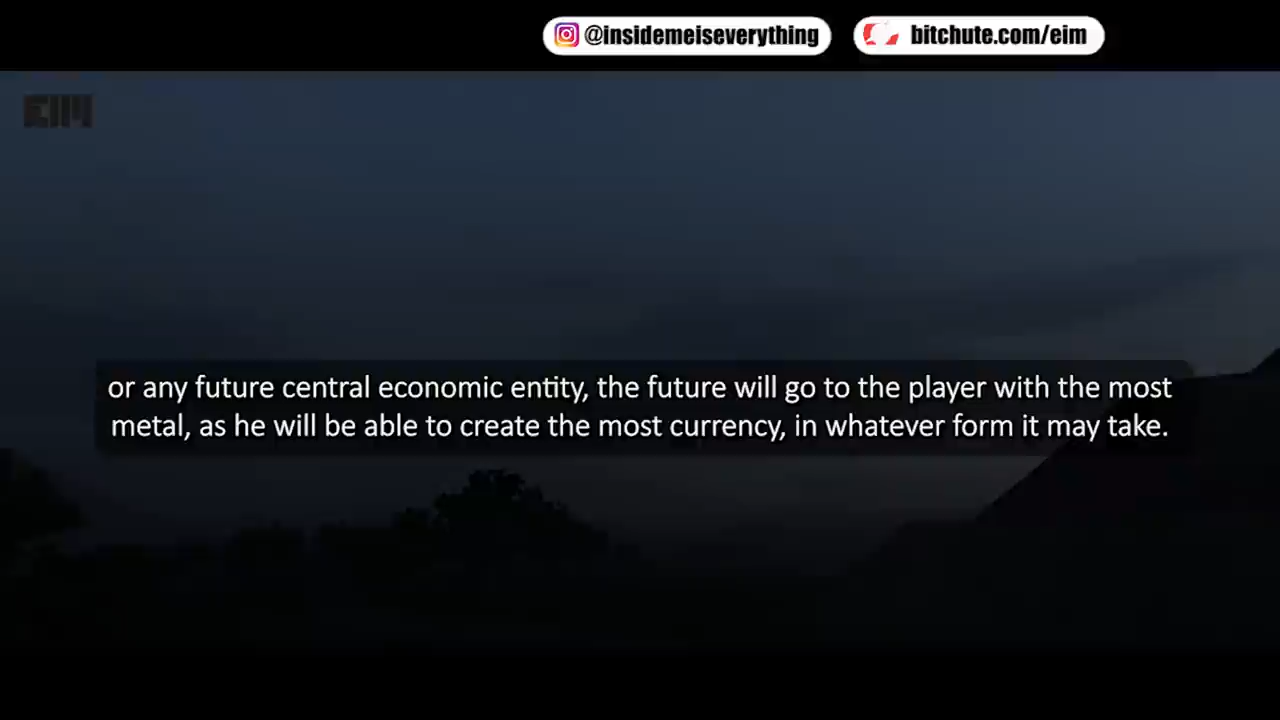 @insidemeiseverything
bitchute.com/eim
EIM
or any future central economic entity, the future will go to the player with the most
metal, as he will be able to create the most currency, in whatever form it may take.